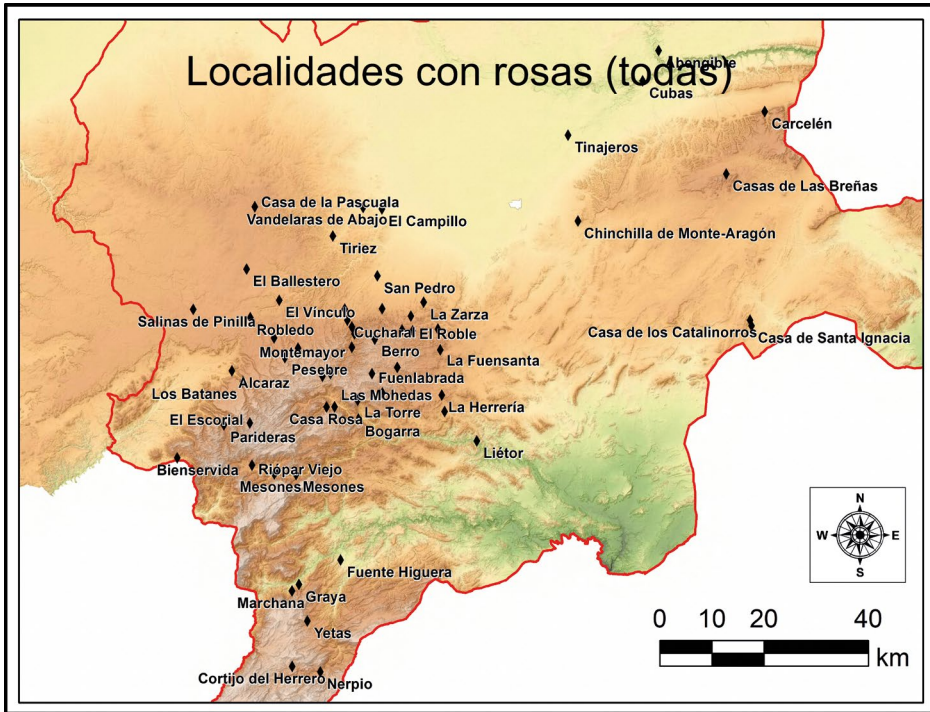 Localidades con rosas (todas)
Abengibre
Cubas
Carcelén
Tinajeros
Casas de Las Breñas
Casa de la Pascuala
Vandelaras de Abajo
El Campillo
Chinchilla de Monte-Aragón
Tiriez
El Ballestero
San Pedro
El Vínculo
La Zarza
Salinas de Pinilla
Robledo
Cucharal
El Roble
Casa de los Catalinorros
Casa de Santa Ignacia
Montemayor
Berro
La Fuensanta
Pesebre
Alcaraz
Fuenlabrada
Los Batanes
Las Mohedas
La Herrería
El Escorial
Casa Rosa
La Torre
Parideras
Bogarra
Liétor
Bienservida
Riópar Viejo
Mesones
Mesones
Fuente Higuera
Graya
Marchana
Yetas
Cortijo del Herrero
Nerpio
N
W
E
S
0 10 20 40
km